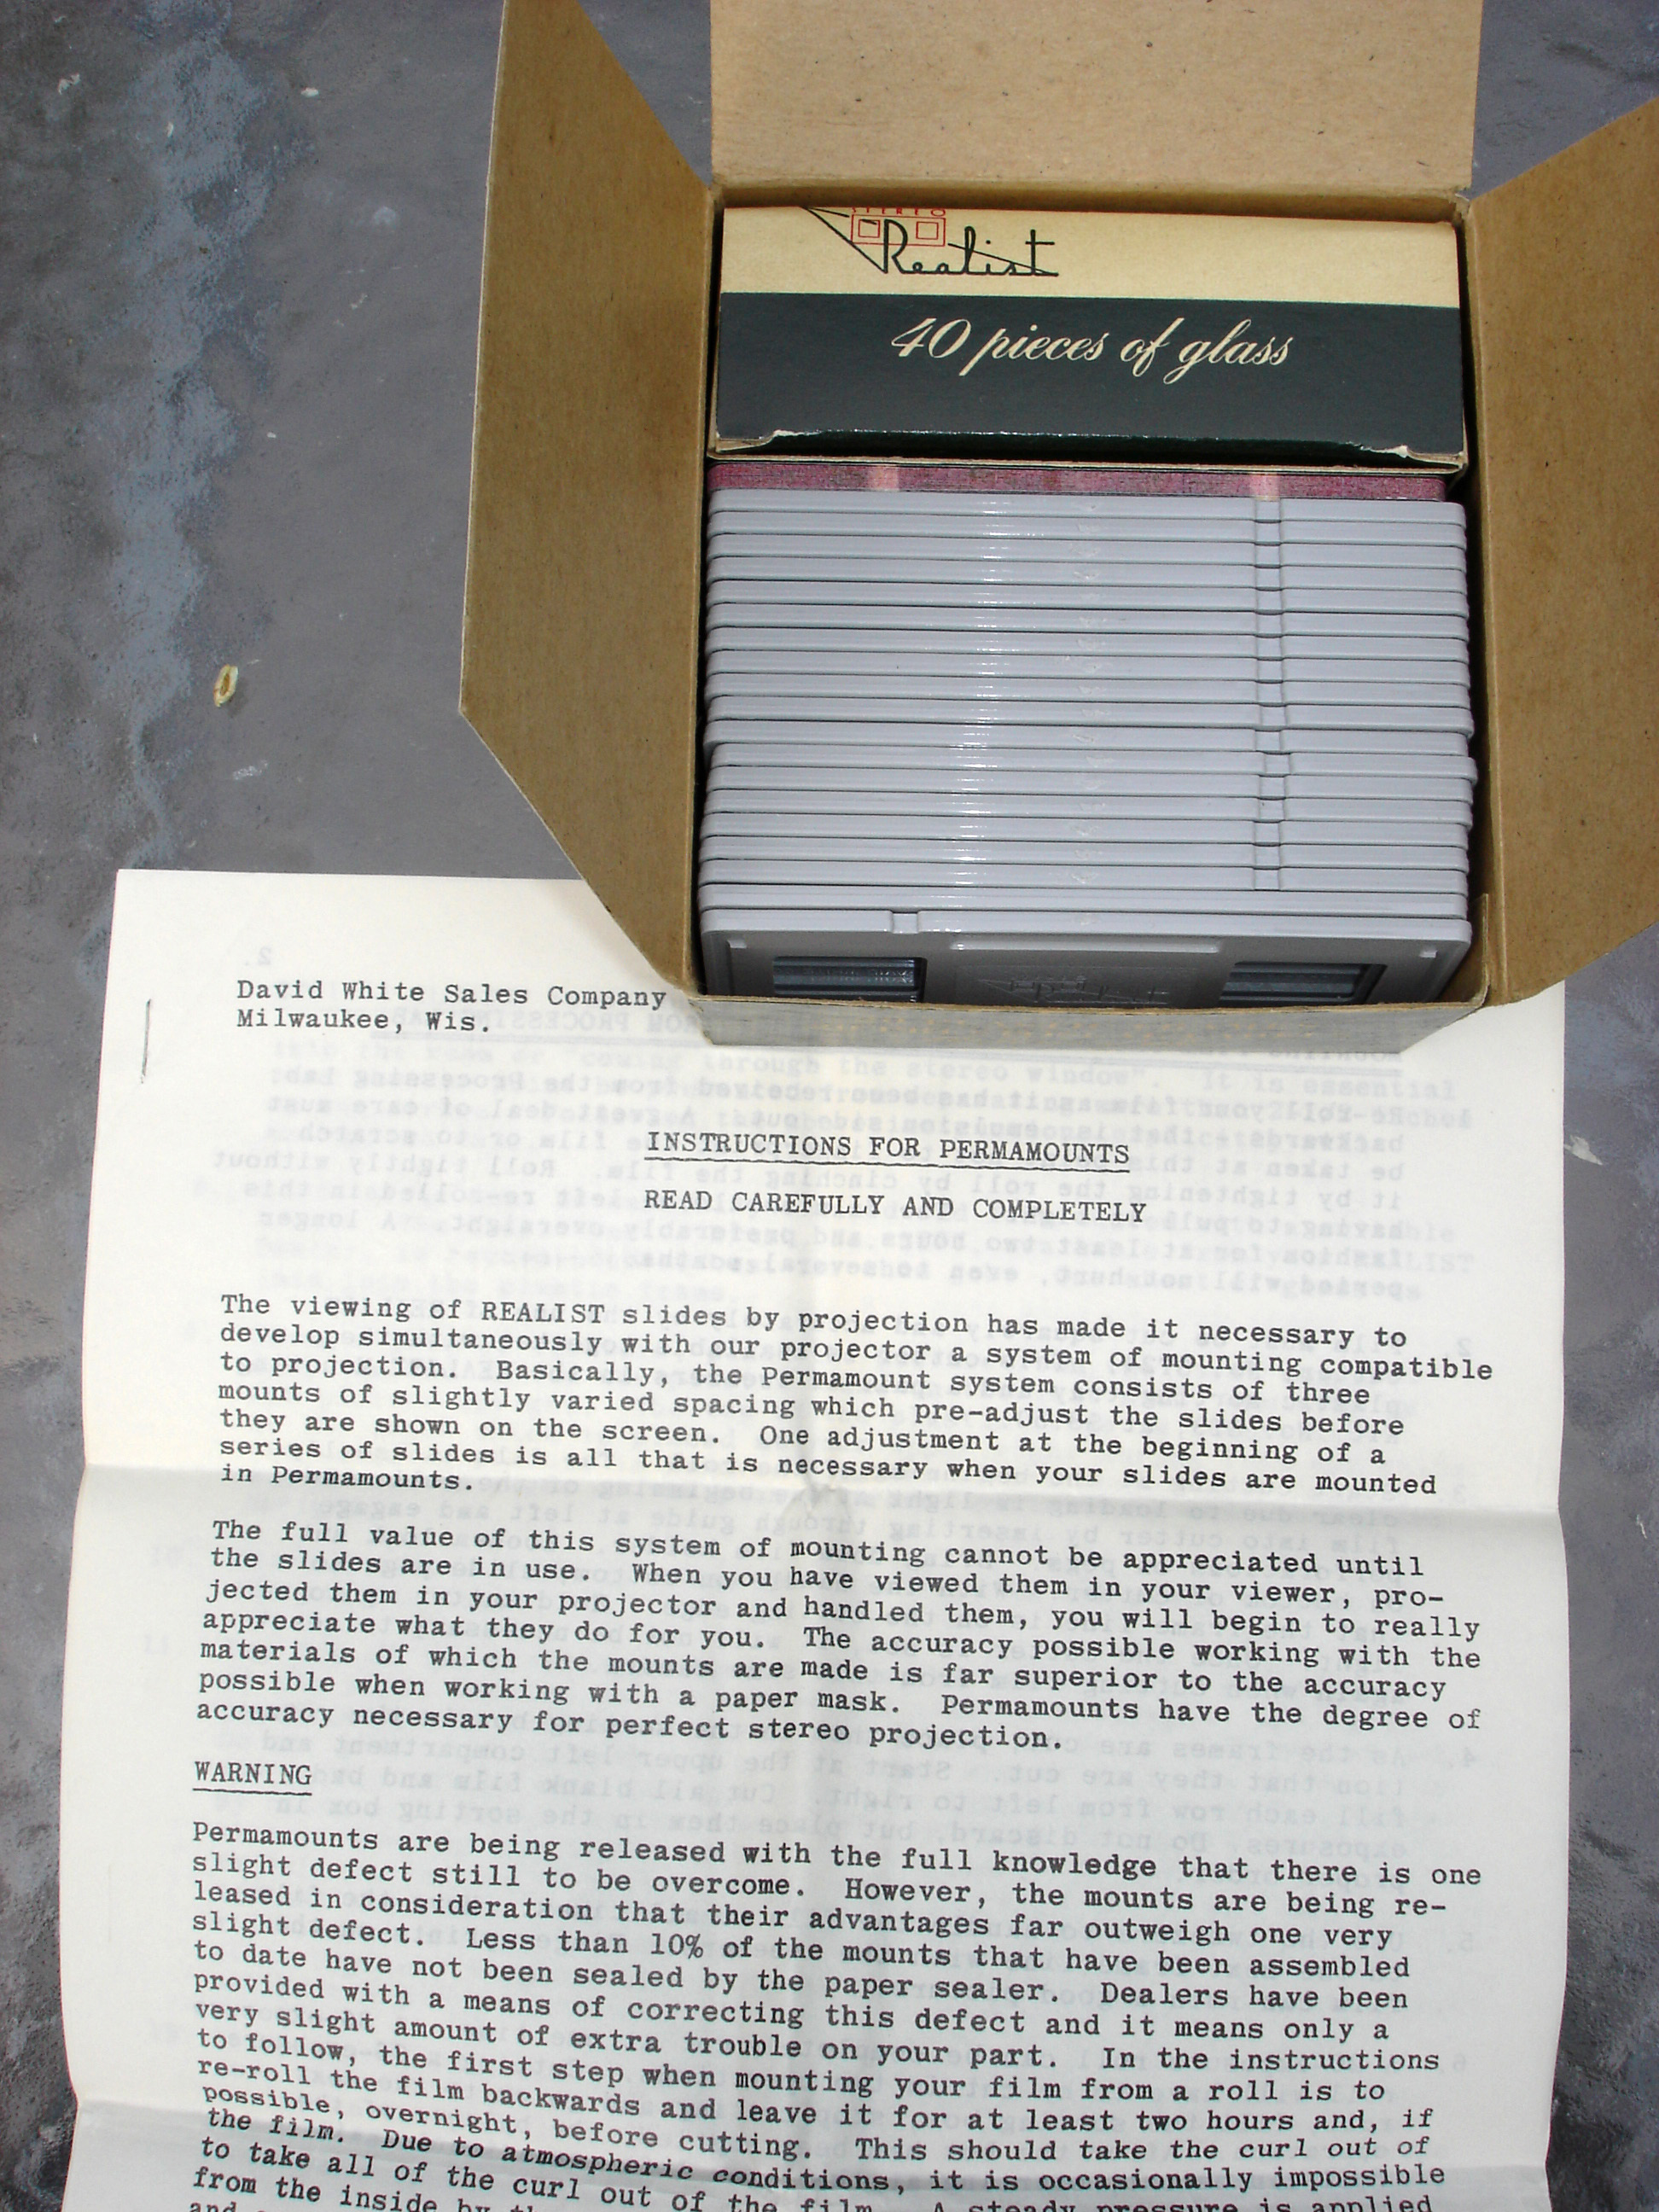 STEREO
Realist
40 pieces of glass
David White Sales Company
Milwaukee, Wis.
INSTRUCTIONS FOR PERMAMOUNTS
READ CAREFULLY AND COMPLETELY
The viewing of REALIST slides by projection has made it necessary to
develop simultaneously with our projector a system of mounting compatible
to projection. Basically, the Permamount system consists of three
mounts of slightly varied spacing which pre-adjust the slides before
they are shown on the screen. One adjustment at the beginning of a
series of slides is all that is necessary when your slides are mounted
in Permamounts.
The full value of this system of mounting cannot be appreciated until
the slides are in use. When you have viewed them in your viewer, pro-
jected them in your projector and handled them, you will begin to really
appreciate what they do for you. The accuracy possible working with the
materials of which the mounts are made is far superior to the accuracy
possible when working with a paper mask. Permamounts have the degree of
accuracy necessary for perfect stereo projection.
WARNING
Permamounts are being released with the full knowledge that there is one
slight defect still to be overcome. However, the mounts are being re-
leased in consideration that their advantages far outweigh one very
slight defect. Less than 10% of the mounts that have been assembled
to date have not been sealed by the paper sealer. Dealers have been
provided with a means of correcting this defect and it means only a
very slight amount of extra trouble on your part. In the instructions
to follow, the first step when mounting your film from a roll is to
re-roll the film backwards and leave it for at least two hours and, if
possible, overnight, before cutting. This should take the curl out of
the film. Due to atmospheric conditions, it is occasionally impossible
to take all of the curl out of the film. A steady pressure is applied
from the inside by